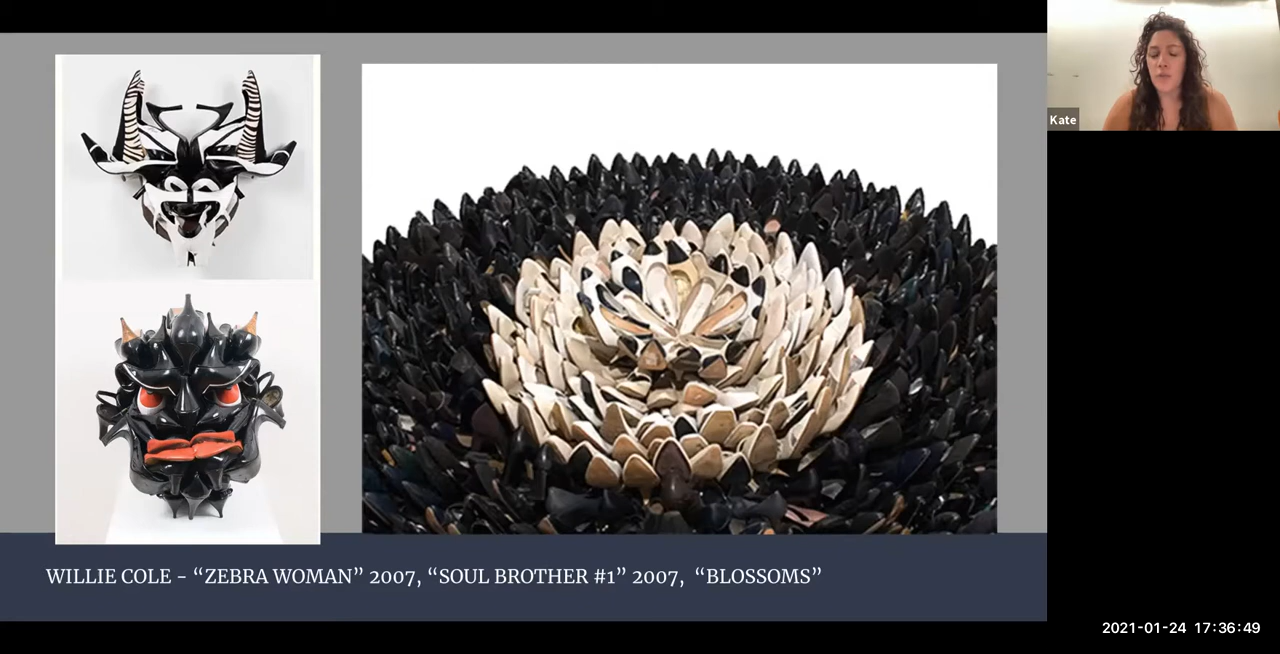 Kate
WILLIE COLE - “ZEBRA WOMAN” 2007, “SOUL BROTHER #1” 2007, “BLOSSOMS”
2021-01-24 17:36:49